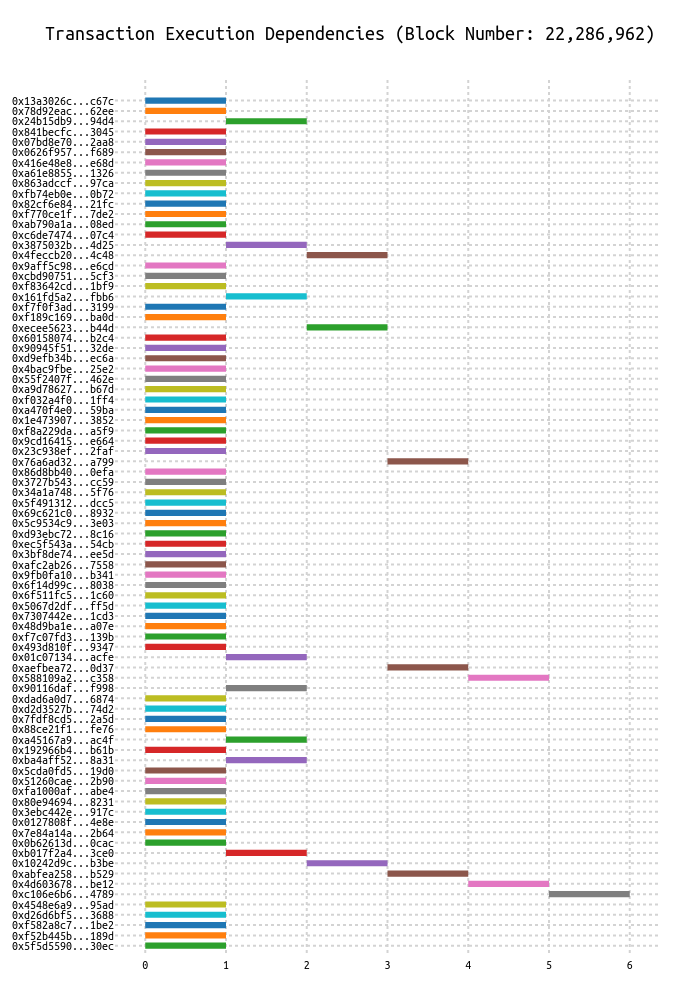 Transaction Execution Dependencies (Block Number: 22,286,962)
0x13a3026c...c67c
0x78d92eac...62ee
0x24b15db9...94d4
0x841becfc...3045
0x07bd8e70...2aa8
0x0626f957...f689
0x416e48e8...e68d
0xa61e8855...1326
0x863adccf...97ca
0xfb74eb0e...0b72
0x82cf6e84...21fc
0xf770ce1f...7de2
0xab790a1a...08ed
0xc6de7474...07c4
0x3875032b...4d25
0x4feccb20...4c48
0x9aff5c98...e6cd
0xcbd90751...5cf3
0xf83642cd...1bf9
0x161fd5a2...fbb6
0xf7f0f3ad...3199
0xf189c169...ba0d
0xecee5623...b44d
0x60158074...b2c4
0x90945f51...32de
0xd9efb34b...ec6a
0x4bac9fbe...25e2
0x55f2407f...462e
0xa9d78627...b67d
0xf032a4f0...1ff4
0xa470f4e0...59ba
0x1e473907...3852
0xf8a229da...a5f9
0x9cd16415...e664
0x23c938ef...2faf
0x76a6ad32...a799
0x86d8bb40...0efa
0x3727b543...cc59
0x34a1a748...5f76
0x5f491312...dcc5
0x69c621c0...8932
0x5c9534c9...3e03
0xd93ebc72...8c16
0xec5f543a...54cb
0x3bf8de74...ee5d
0xafc2ab26...7558
0x9fb0fa10...b341
0x6f14d99c...8038
0x6f511fc5...1c60
0x5067d2df...ff5d
0x7307442e...1cd3
0x48d9ba1e...a07e
0xf7c07fd3...139b
0x493d810f...9347
0x01c07134...acfe
0xaefbea72...0d37
0x588109a2...c358
0x90116daf...f998
0xdad6a0d7...6874
0xd2d3527b...74d2
0x7fdf8cd5...2a5d
0x88ce21f1...fe76
0xa45167a9...ac4f
0x192966b4...b61b
0xba4aff52...8a31
0x5cda0fd5...19d0
0x51260cae...2b90
0xfa1000af...abe4
0x80e94694...8231
0x3ebc442e...917c
0x0127808f...4e8e
0x7e84a14a...2b64
0x0b62613d...0cac
0xb017f2a4...3ce0
0x10242d9c...b3be
0xabfea258...b529
0x4d603678...be12
0xc106e6b6...4789
0x4548e6a9...95ad
0xd26d6bf5...3688
0xf582a8c7...1be2
0xf52b445b...189d
0x5f5d5590...30ec
0 1 2 3 4 5 6